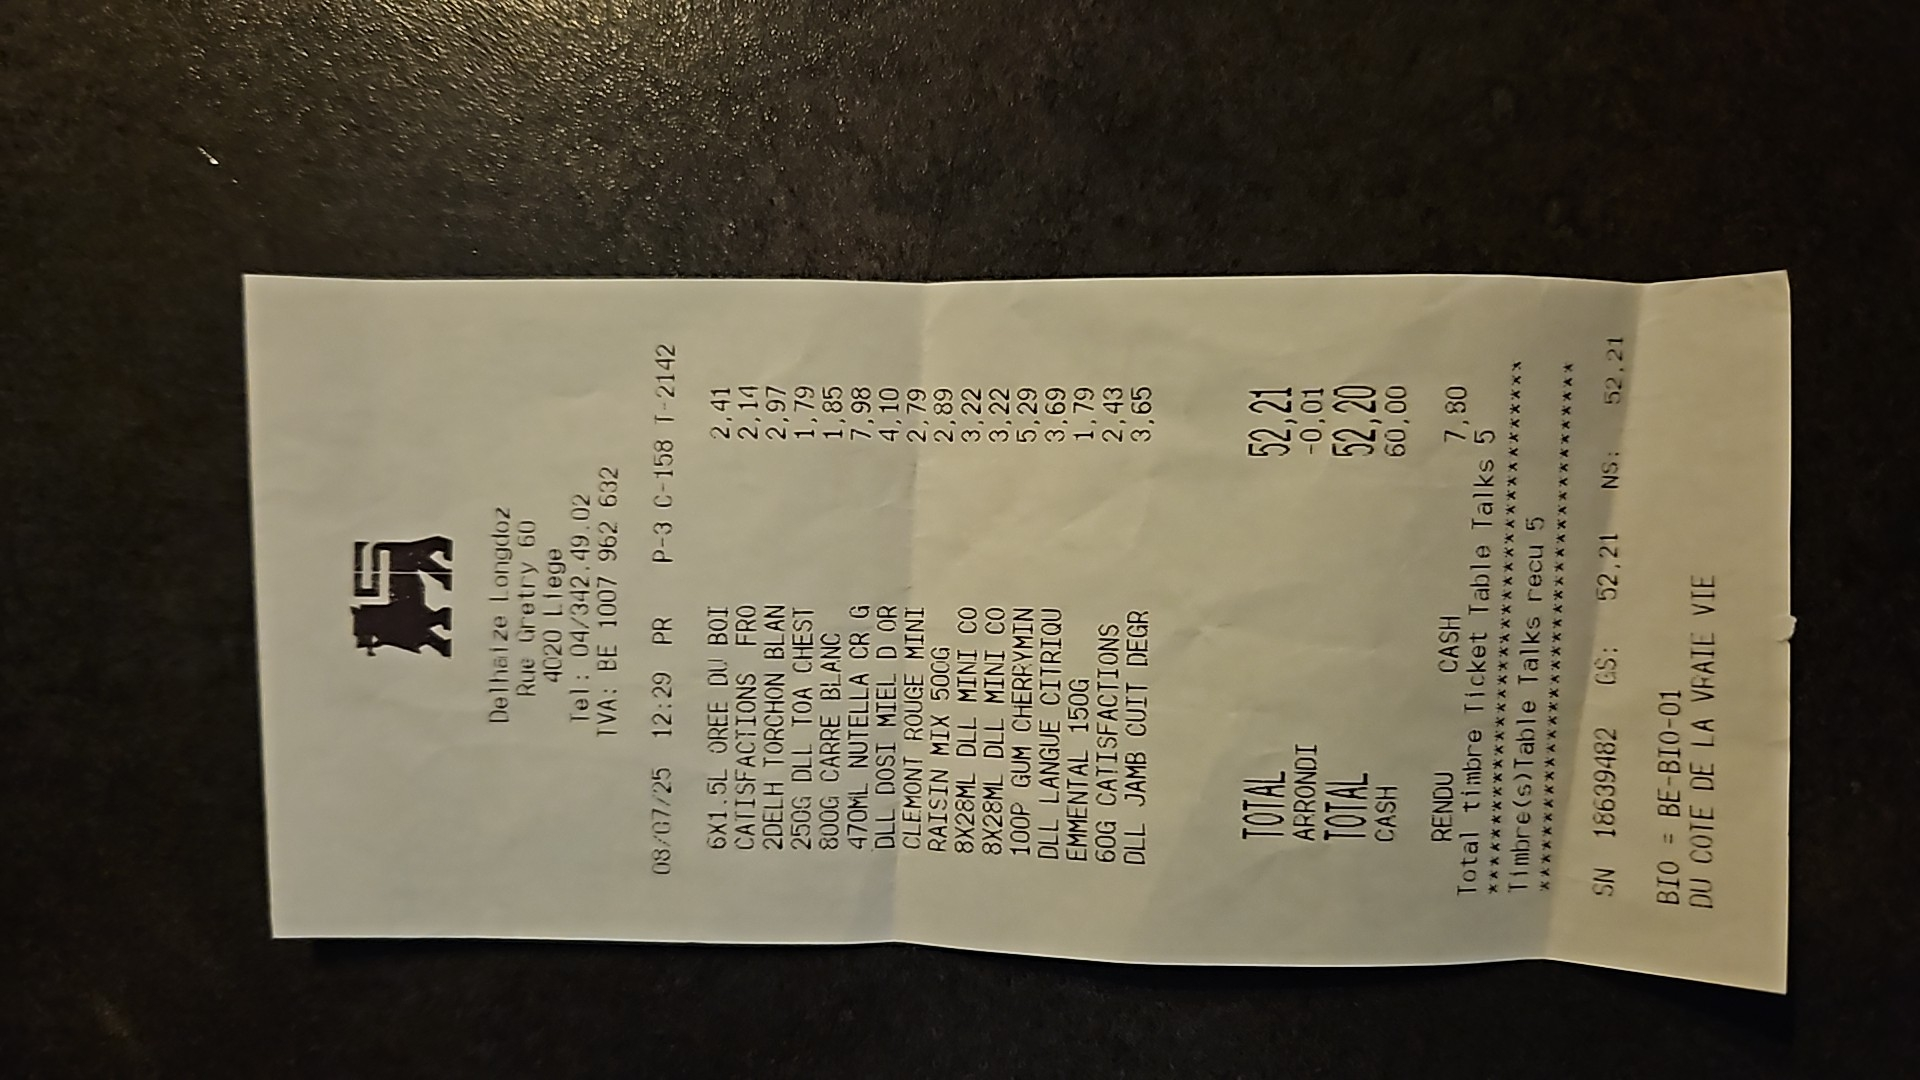 Delhaize Longdoz
Rue Gretry 60
4020 Liege
Tel: 04/342.49.02
TVA: BE 1007 962 632
08/07/25 12:29 PR P-3 C-158 T-2142
6X1.5L OREE DU BOI 2,41
CATISFACTIONS FRO 2,14
2DELH TORCHON BLAN 2,97
250G DLL TOA CHEST 1,79
800G CARRE BLANC 1,85
470ML NUTELLA CR G 7,98
DLL DOSI MIEL D OR 4,10
CLEMONT ROUGE MINI 2,79
RAISIN MIX 500G 2,89
8X28ML DLL MINI CO 3,22
8X28ML DLL MINI CO 3,22
100P GUM CHERRYMIN 5,29
DLL LANGUE CITRIQU 3,69
EMMENTAL 150G 1,79
60G CATISFACTIONS 2,43
DLL JAMB CUIT DEGR 3,65
TOTAL 52,21
ARRONDI -0,01
TOTAL 52,20
CASH 60,00
RENDU CASH 7,80
Total timbre Ticket Table Talks 5
******************************************
Timbre(s)Table Talks recu 5
******************************************
SN 18639482 GS: 52,21 NS: 52,21
BIO = BE-BIO-01
DU COTE DE LA VRAIE VIE